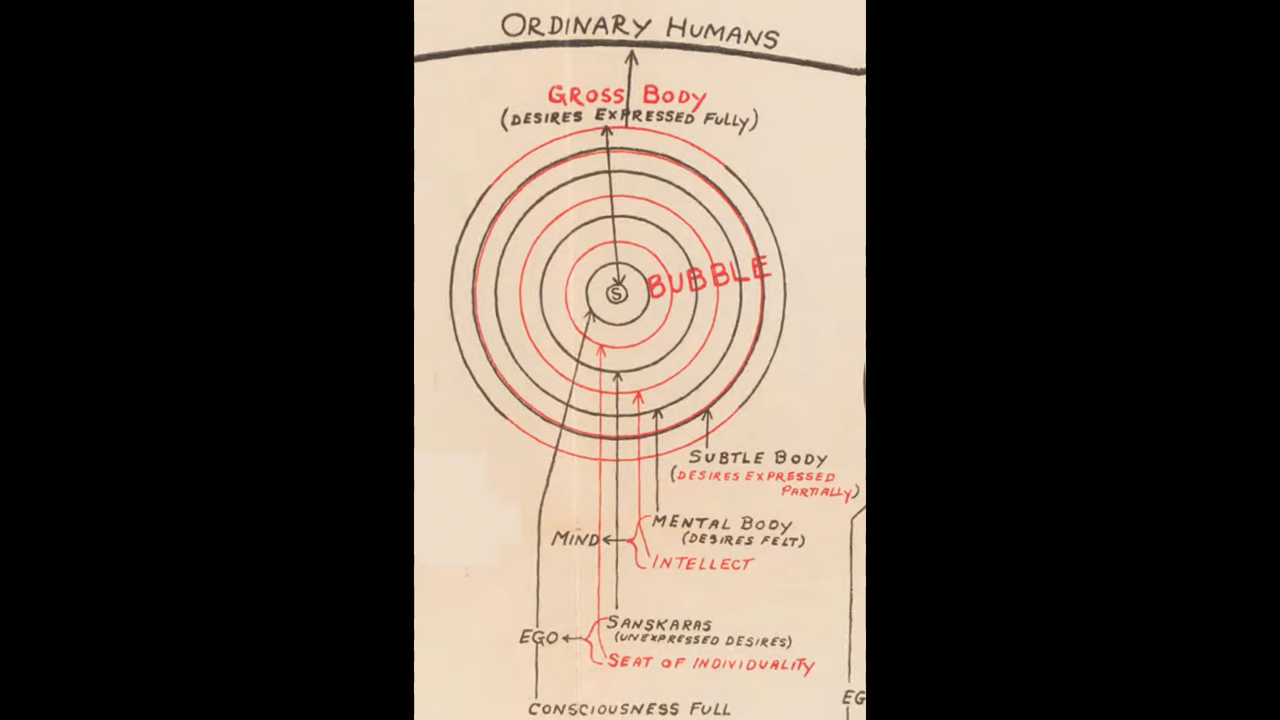 ORDINARY HUMANS
GROSS BODY
(DESIRES EXPRESSED FULLY)
BUBBLE
S
SUBTLE BODY
(DESIRES EXPRESSED
PARTIALLY)
MENTAL BODY
(DESIRES FELT)
MIND
INTELLECT
SANSKARAS
(UNEXPRESSED DESIRES)
EGO
SEAT OF INDIVIDUALITY
EG
CONSCIOUSNESS FULL